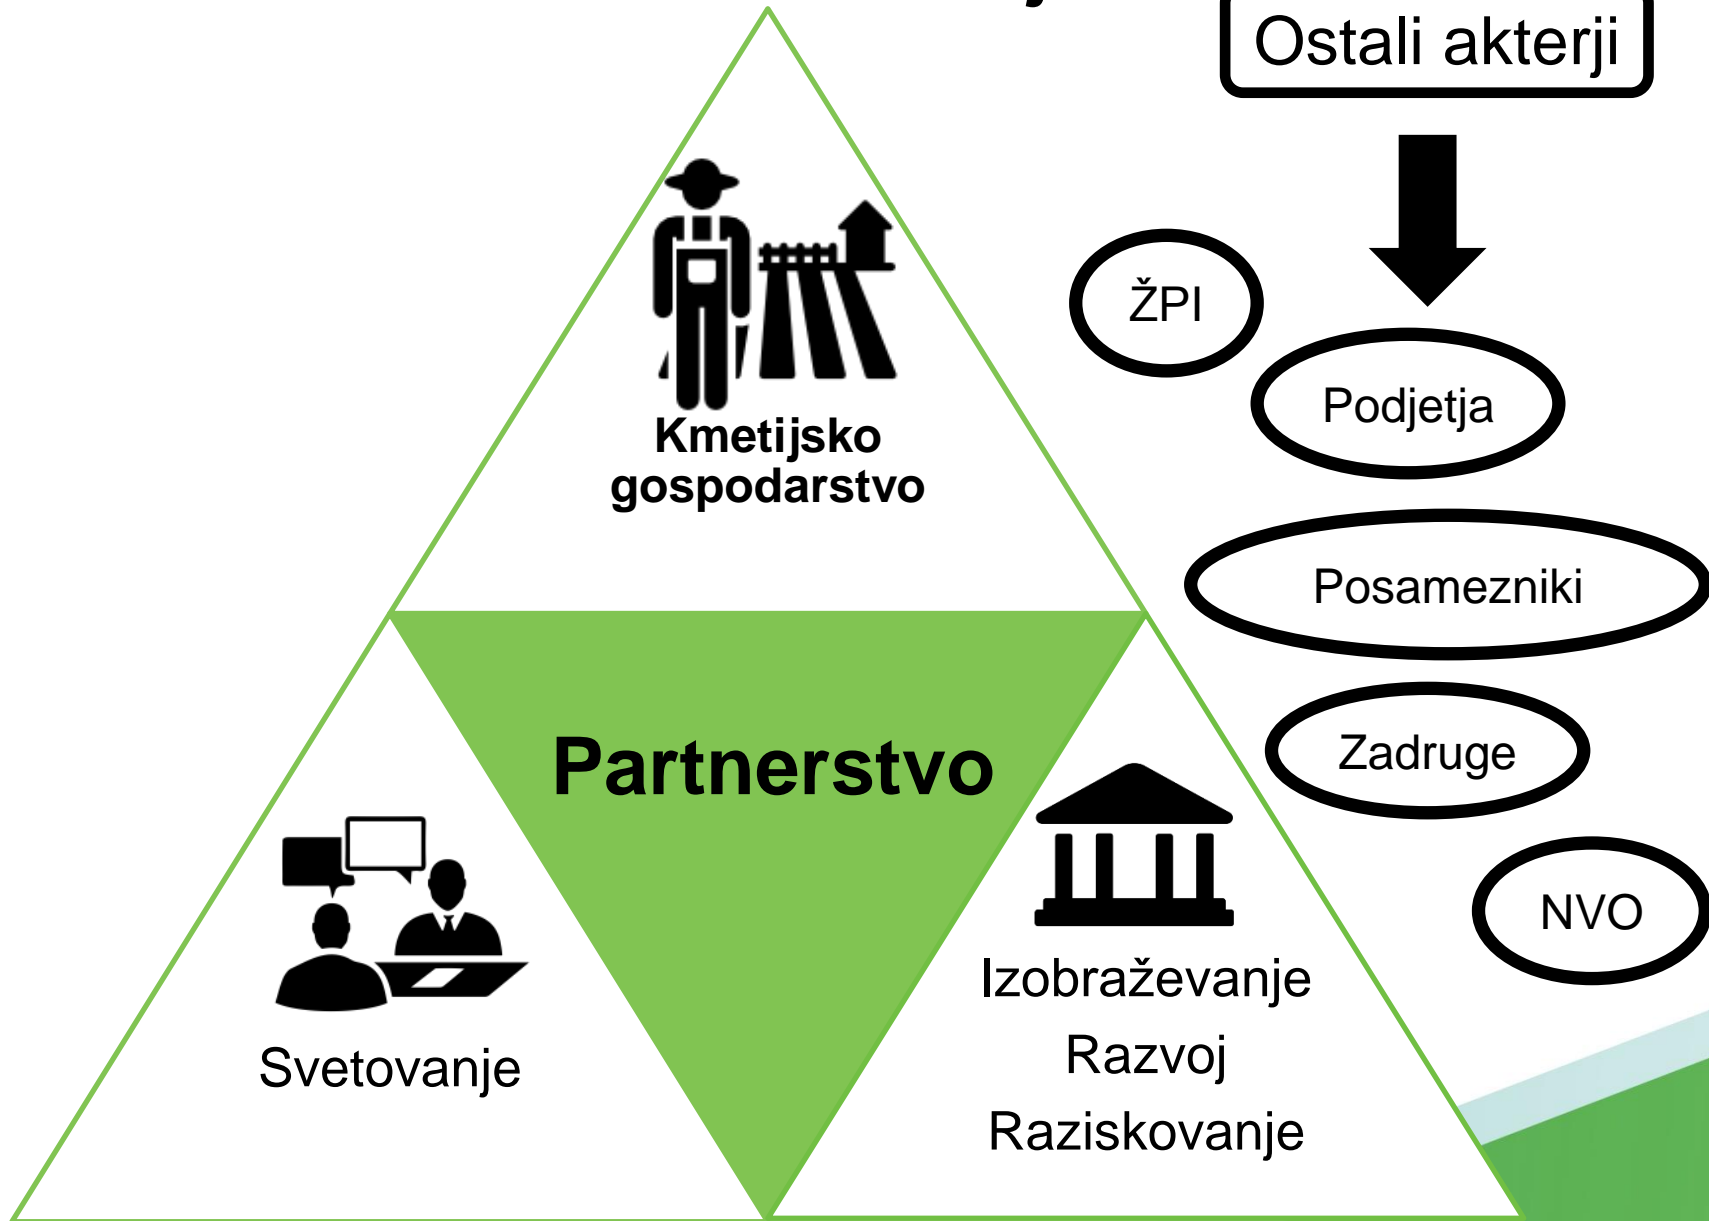 Ostali akterji
ŽPI
Podjetja
Kmetijsko
gospodarstvo
Posamezniki
Partnerstvo
Zadruge
NVO
Izobraževanje
Razvoj
Raziskovanje
Svetovanje